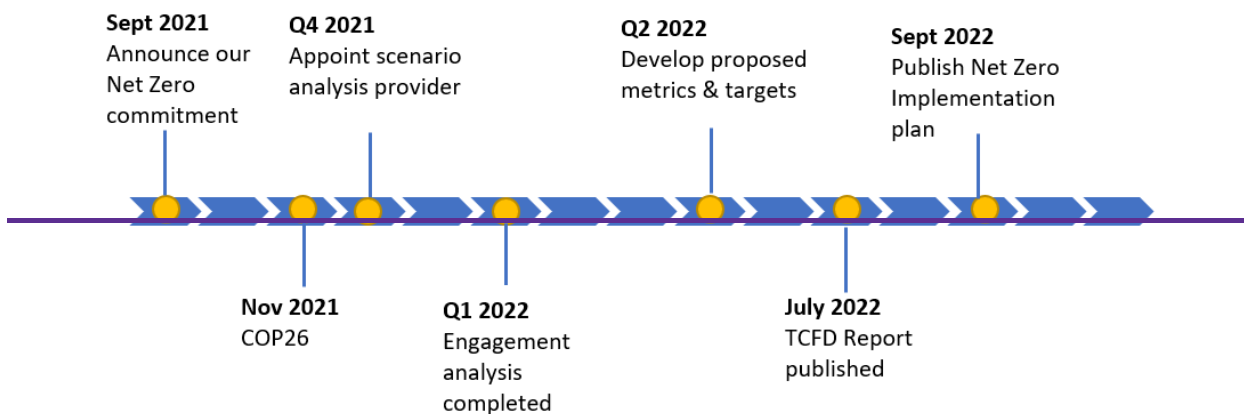 Sept 2021
Announce our
Net Zero
commitment
Q4 2021
Appoint scenario
analysis provider
Q2 2022
Develop proposed
metrics & targets
Sept 2022
Publish Net Zero
Implementation
plan
Nov 2021
COP26
Q1 2022
Engagement
analysis
completed
July 2022
TCFD Report
published